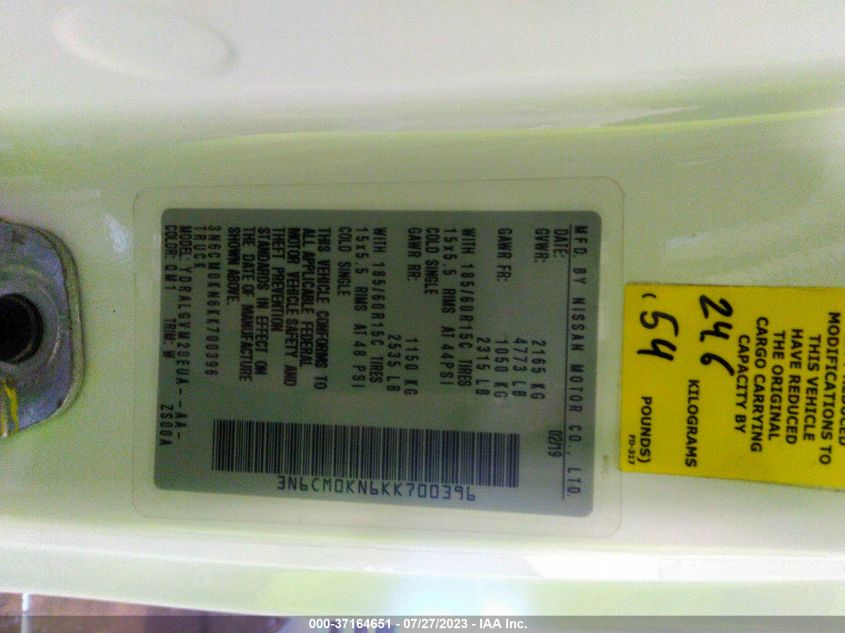 MFD. BY NISSAN MOTOR CO., LTD.
DATE: 02/19
GVWR: 2165 KG
4773 LB
GAWR FR: 1050 KG
2315 LB
WITH 185/60R15C TIRES
15x5.5 RIMS AT 44PSI
COLD SINGLE
GAWR RR: 1150 KG
2535 LB
WITH 185/60R15C TIRES
15x5.5 RIMS AT 48 PSI
COLD SINGLE
THIS VEHICLE CONFORMS TO
ALL APPLICABLE FEDERAL
MOTOR VEHICLE SAFETY AND
THEFT PREVENTION
STANDARDS IN EFFECT ON
THE DATE OF MANUFACTURE
SHOWN ABOVE.
3N6CM0KN6KK700396
TRUCK
MODEL: YDRALGVM20EUA--AA-
COLOR: QM1 TRIM: W ZS00A
3N6CM0KN6KK700396
REDUCED
MODIFICATIONS TO
THIS VEHICLE
HAVE REDUCED
THE ORIGINAL
CARGO CARRYING
CAPACITY BY
246 KILOGRAMS
( 54 POUNDS)
FO-317
000-37164651 / 07/27/2023 - IAA Inc.